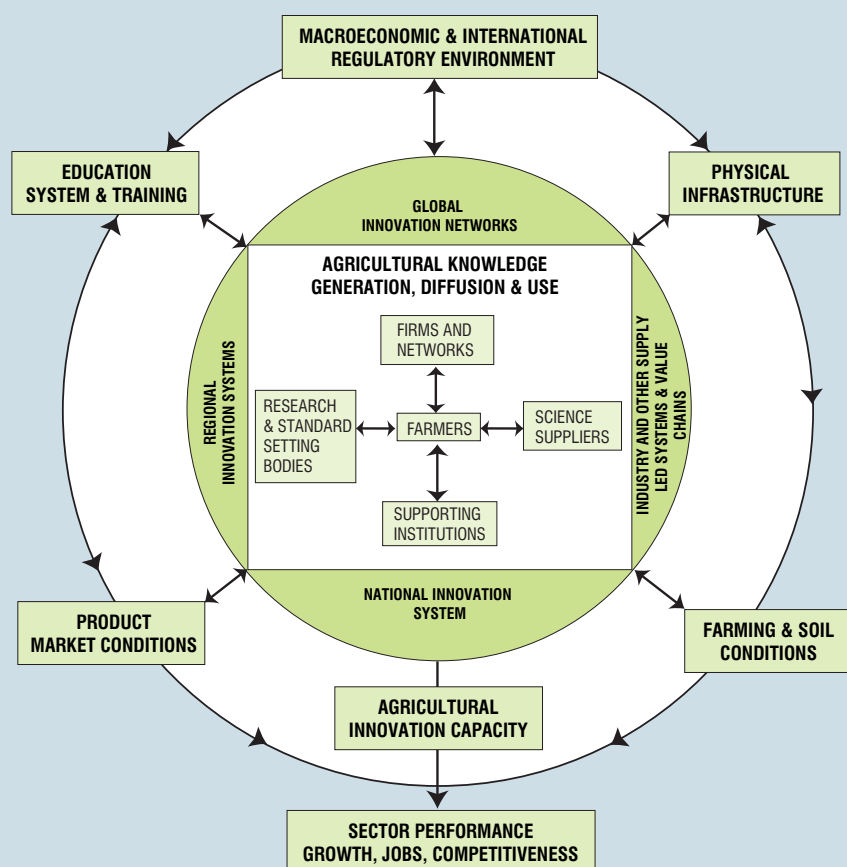 MACROECONOMIC & INTERNATIONAL
REGULATORY ENVIRONMENT
EDUCATION
SYSTEM & TRAINING
PHYSICAL
INFRASTRUCTURE
GLOBAL
INNOVATION NETWORKS
AGRICULTURAL KNOWLEDGE
GENERATION, DIFFUSION & USE
REGIONAL
INNOVATION SYSTEMS
FIRMS AND
NETWORKS
RESEARCH
& STANDARD
SETTING
BODIES
FARMERS
SCIENCE
SUPPLIERS
SUPPORTING
INSTITUTIONS
INDUSTRY AND OTHER SUPPLY
LED SYSTEMS & VALUE
CHAINS
NATIONAL INNOVATION
SYSTEM
PRODUCT
MARKET CONDITIONS
FARMING & SOIL
CONDITIONS
AGRICULTURAL
INNOVATION CAPACITY
SECTOR PERFORMANCE
GROWTH, JOBS, COMPETITIVENESS